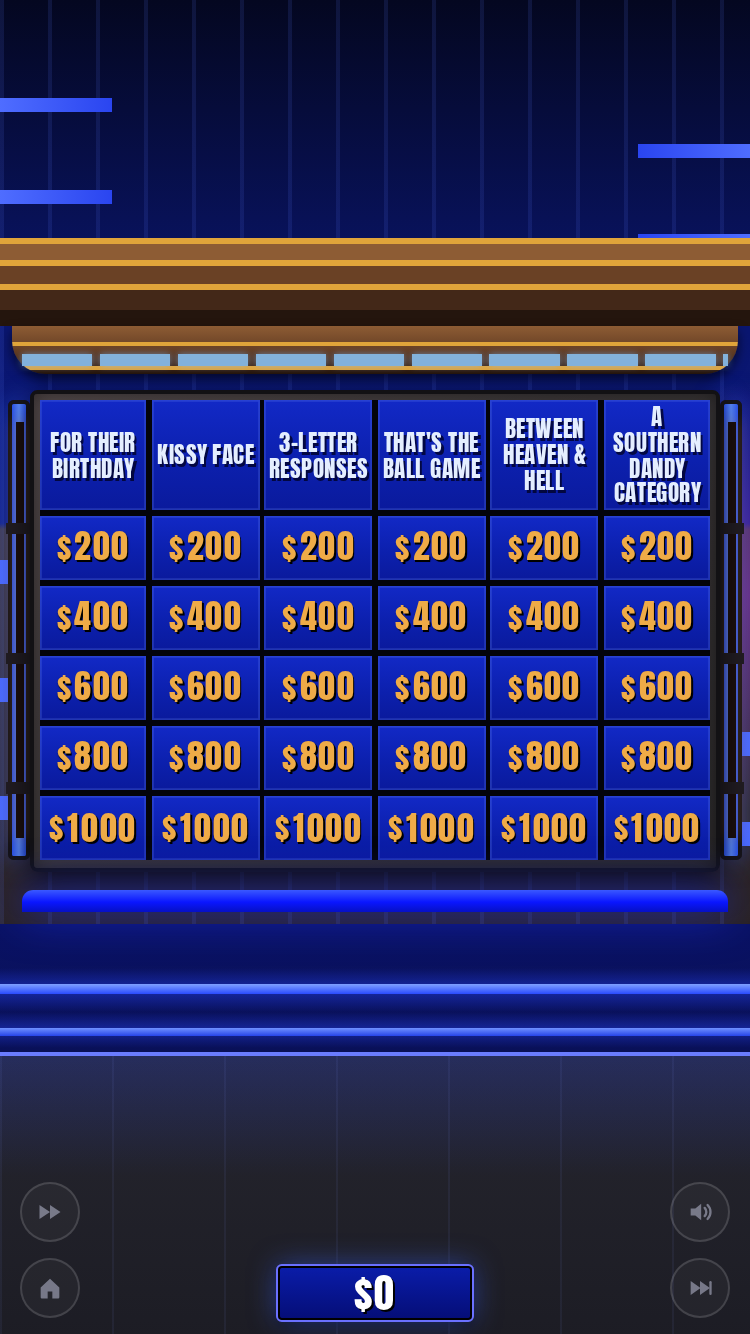 FOR THEIR
BIRTHDAY
KISSY FACE
3-LETTER
RESPONSES
THAT'S THE
BALL GAME
BETWEEN
HEAVEN &
HELL
A
SOUTHERN
DANDY
CATEGORY
$200 $200 $200 $200 $200 $200
$400 $400 $400 $400 $400 $400
$600 $600 $600 $600 $600 $600
$800 $800 $800 $800 $800 $800
$1000 $1000 $1000 $1000 $1000 $1000
$0